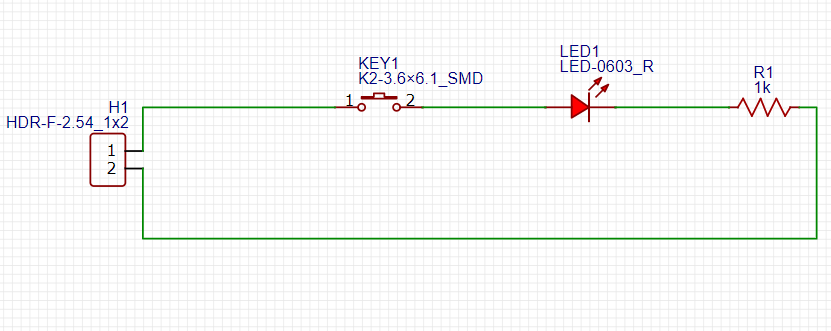 KEY1
K2-3.6×6.1_SMD
1 2
LED1
LED-0603_R
R1
1k
H1
HDR-F-2.54_1x2
1
2